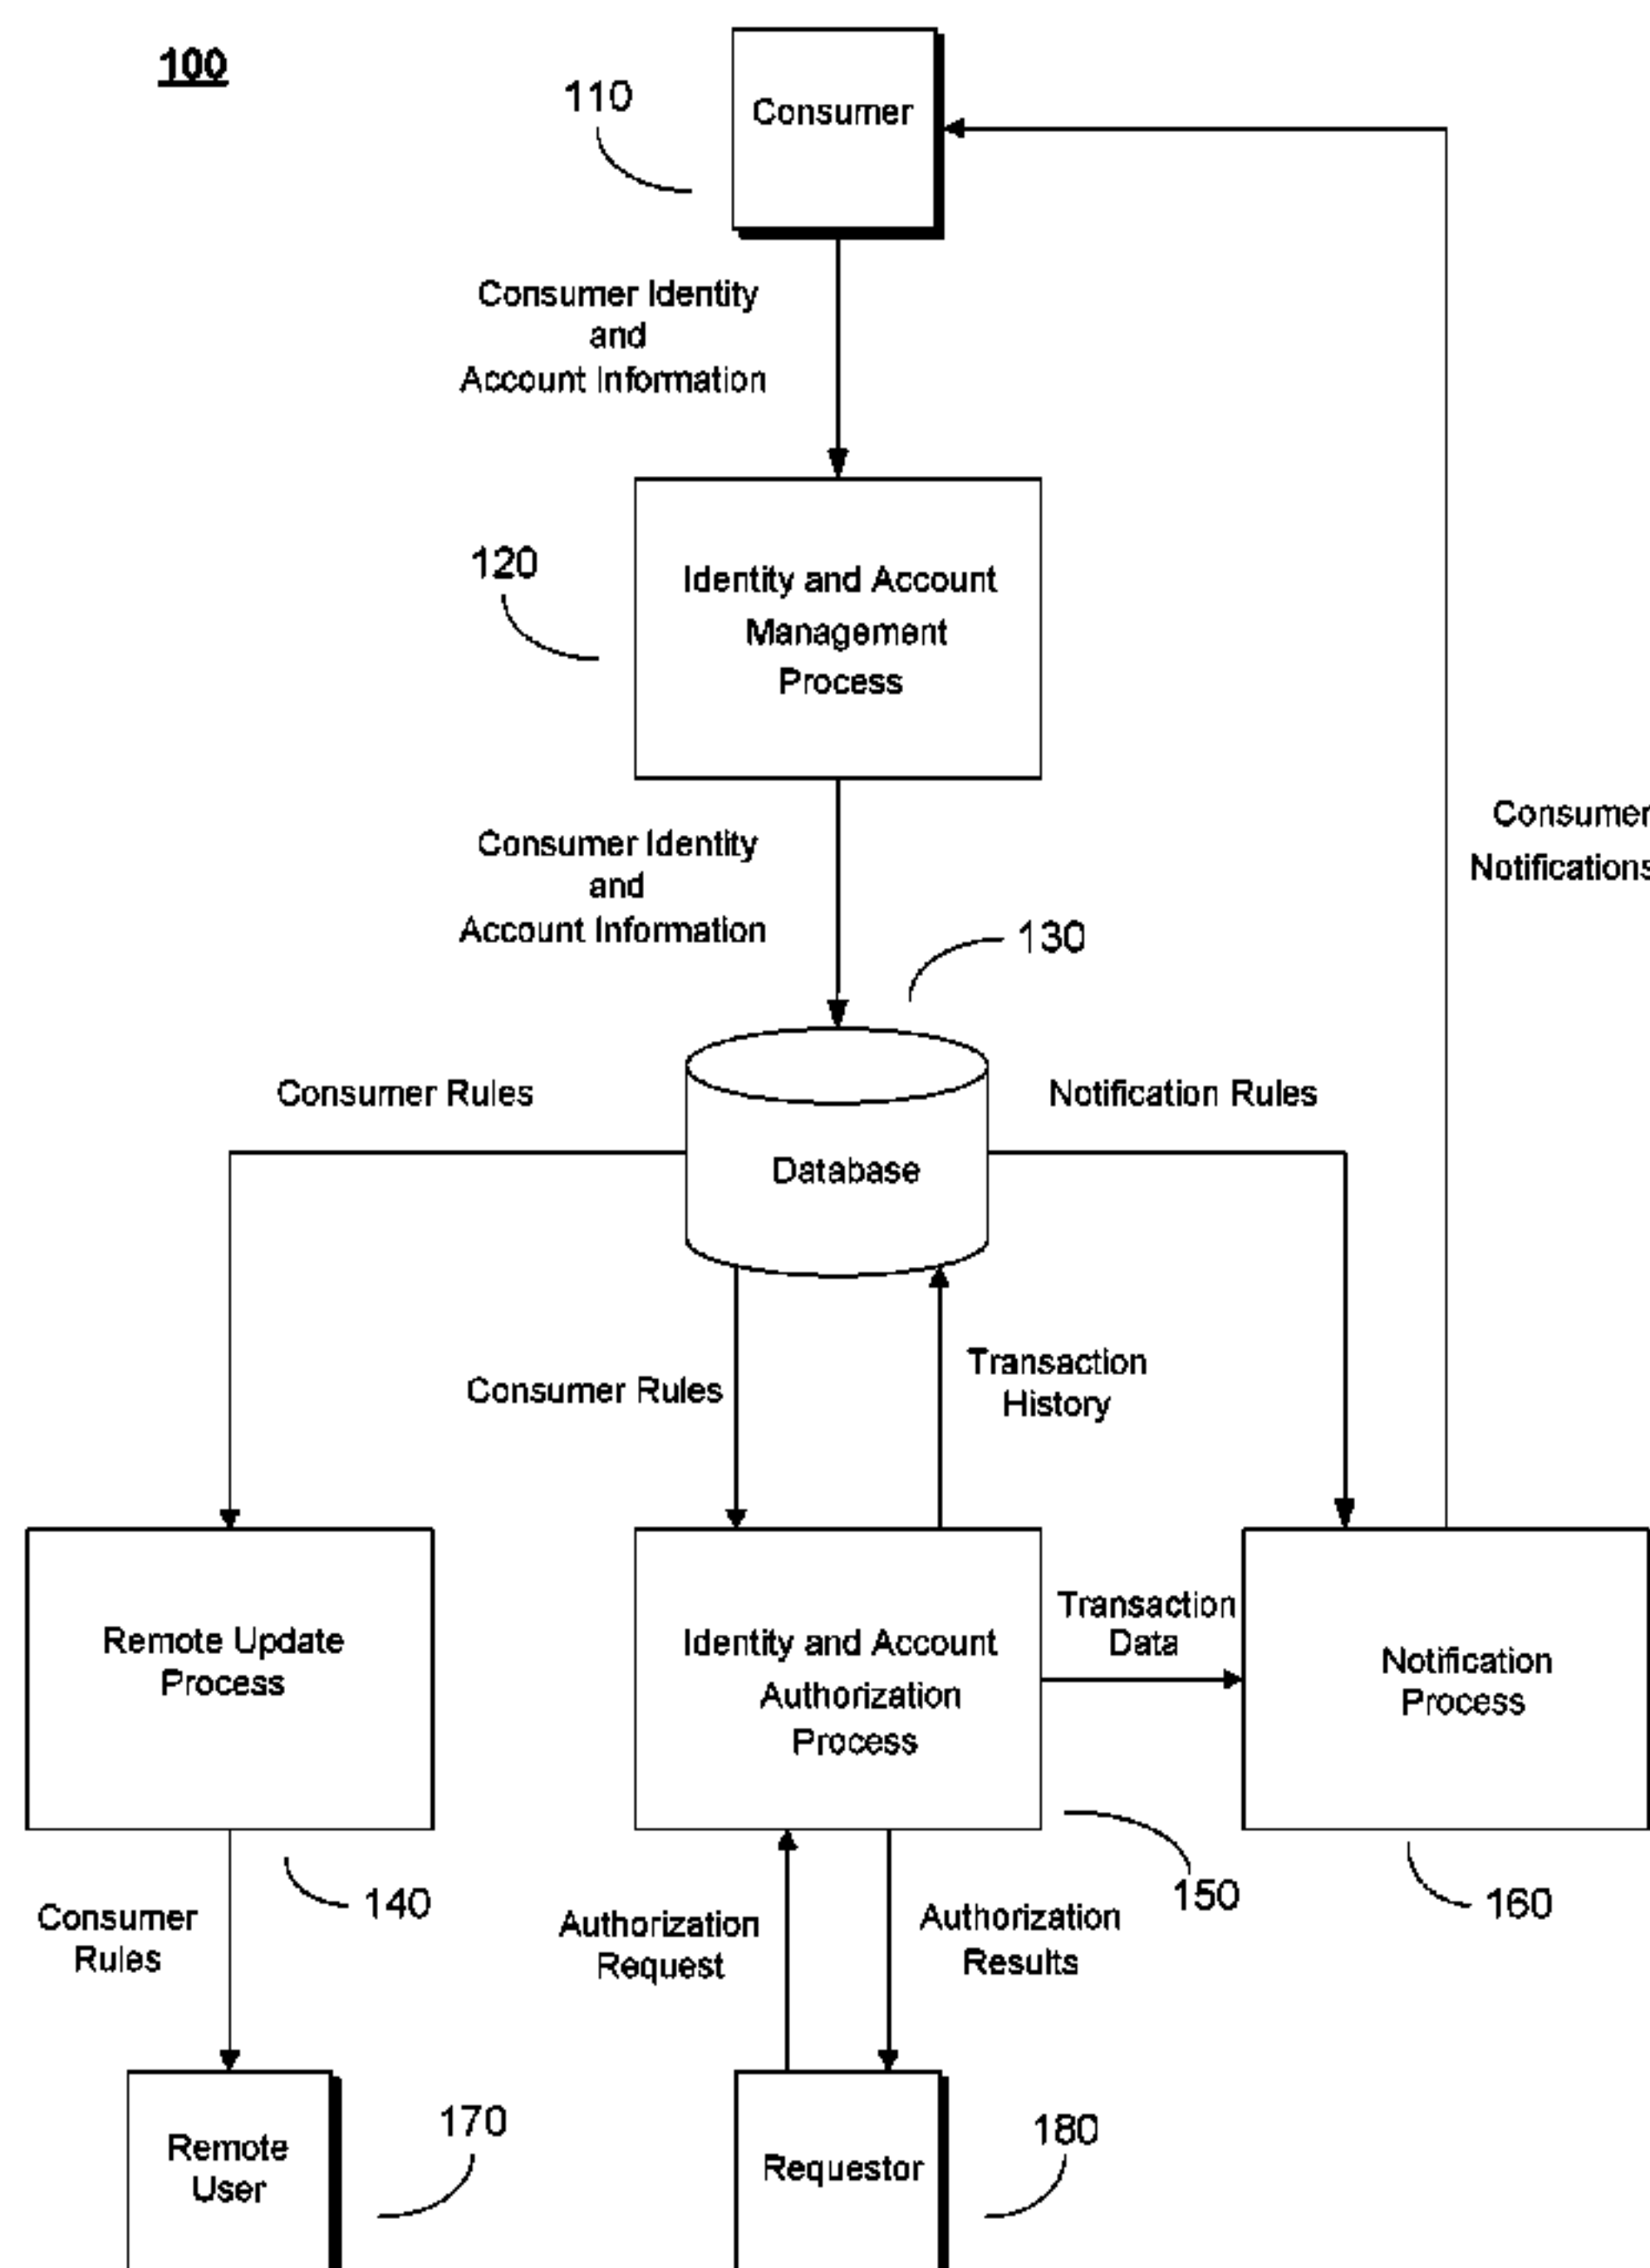 100
110
Consumer
Consumer Identity
and
Account Information
120
Identity and Account
Management
Process
Consumer
Notifications
Consumer Identity
and
Account Information
130
Consumer Rules
Notification Rules
Database
Consumer Rules
Transaction
History
Remote Update
Process
Identity and Account
Authorization
Process
Transaction
Data
Notification
Process
140
150
160
Consumer
Rules
Authorization
Request
Authorization
Results
Remote
User
170
Requestor
180